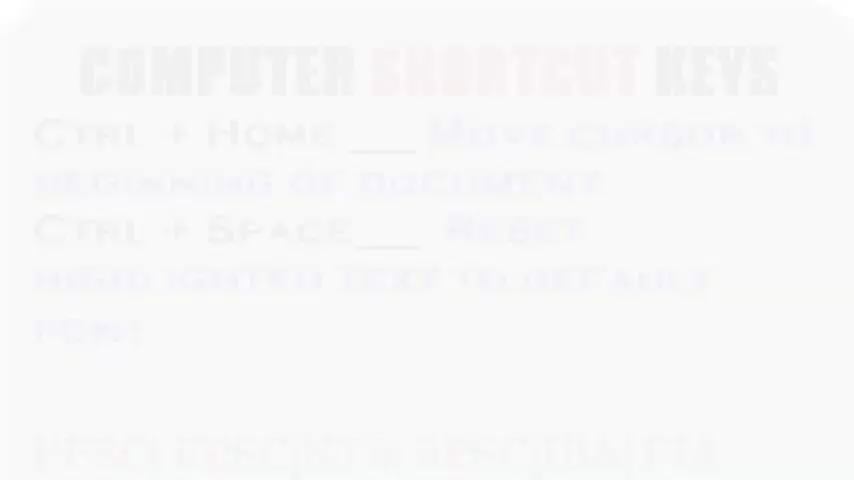 COMPUTER SHORTCUT KEYS
CTRL + HOME ___ MOVE CURSOR TO
BEGINNING OF DOCUMENT
CTRL + SPACE___ RESET
HIGHLIGHTED TEXT TO DEFAULT
FONT